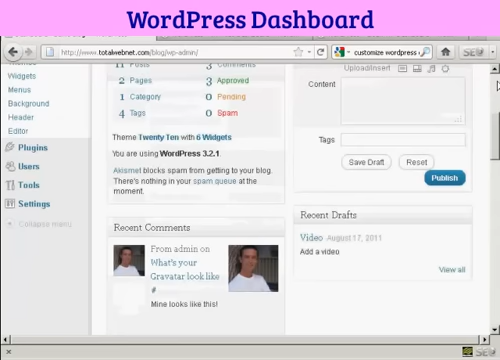 WordPress Dashboard
http://www.totalwebnet.com/blog/wp-admin/
customize wordpress
SEO
Themes
Widgets
Menus
Background
Header
Editor
Plugins
Users
Tools
Settings
Collapse menu
11 Posts 3 Comments
2 Pages 3 Approved
1 Category 0 Pending
4 Tags 0 Spam
Theme Twenty Ten with 6 Widgets
You are using WordPress 3.2.1.
Akismet blocks spam from getting to your blog.
There's nothing in your spam queue at the
moment.
Recent Comments
From admin on
What's your
Gravatar look like
#
Mine looks like this!
Upload/Insert
Content
Tags
Save Draft Reset
Publish
Recent Drafts
Video August 17, 2011
Add a video
View all
SEO